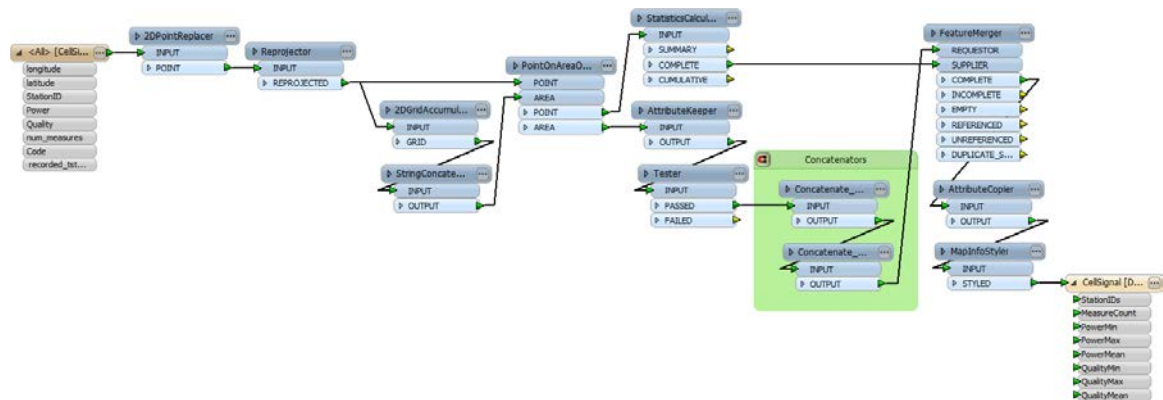 <All> [CellSi...
longitude
latitude
StationID
Power
Quality
num_measures
Code
recorded_tst...
2DPointReplacer
INPUT
POINT
Reprojector
INPUT
REPROJECTED
2DGridAccumul...
INPUT
GRID
StringConcate...
INPUT
OUTPUT
PointOnAreaO...
POINT
AREA
POINT
AREA
StatisticsCalcul...
INPUT
SUMMARY
COMPLETE
CUMULATIVE
AttributeKeeper
INPUT
OUTPUT
Tester
INPUT
PASSED
FAILED
Concatenators
Concatenate_...
INPUT
OUTPUT
Concatenate_...
INPUT
OUTPUT
FeatureMerger
REQUESTOR
SUPPLIER
COMPLETE
INCOMPLETE
EMPTY
REFERENCED
UNREFERENCED
DUPLICATE_S...
AttributeCopier
INPUT
OUTPUT
MapInfoStyler
INPUT
STYLED
CellSignal [D...
StationIDs
MeasureCount
PowerMin
PowerMax
PowerMean
QualityMin
QualityMax
QualityMean